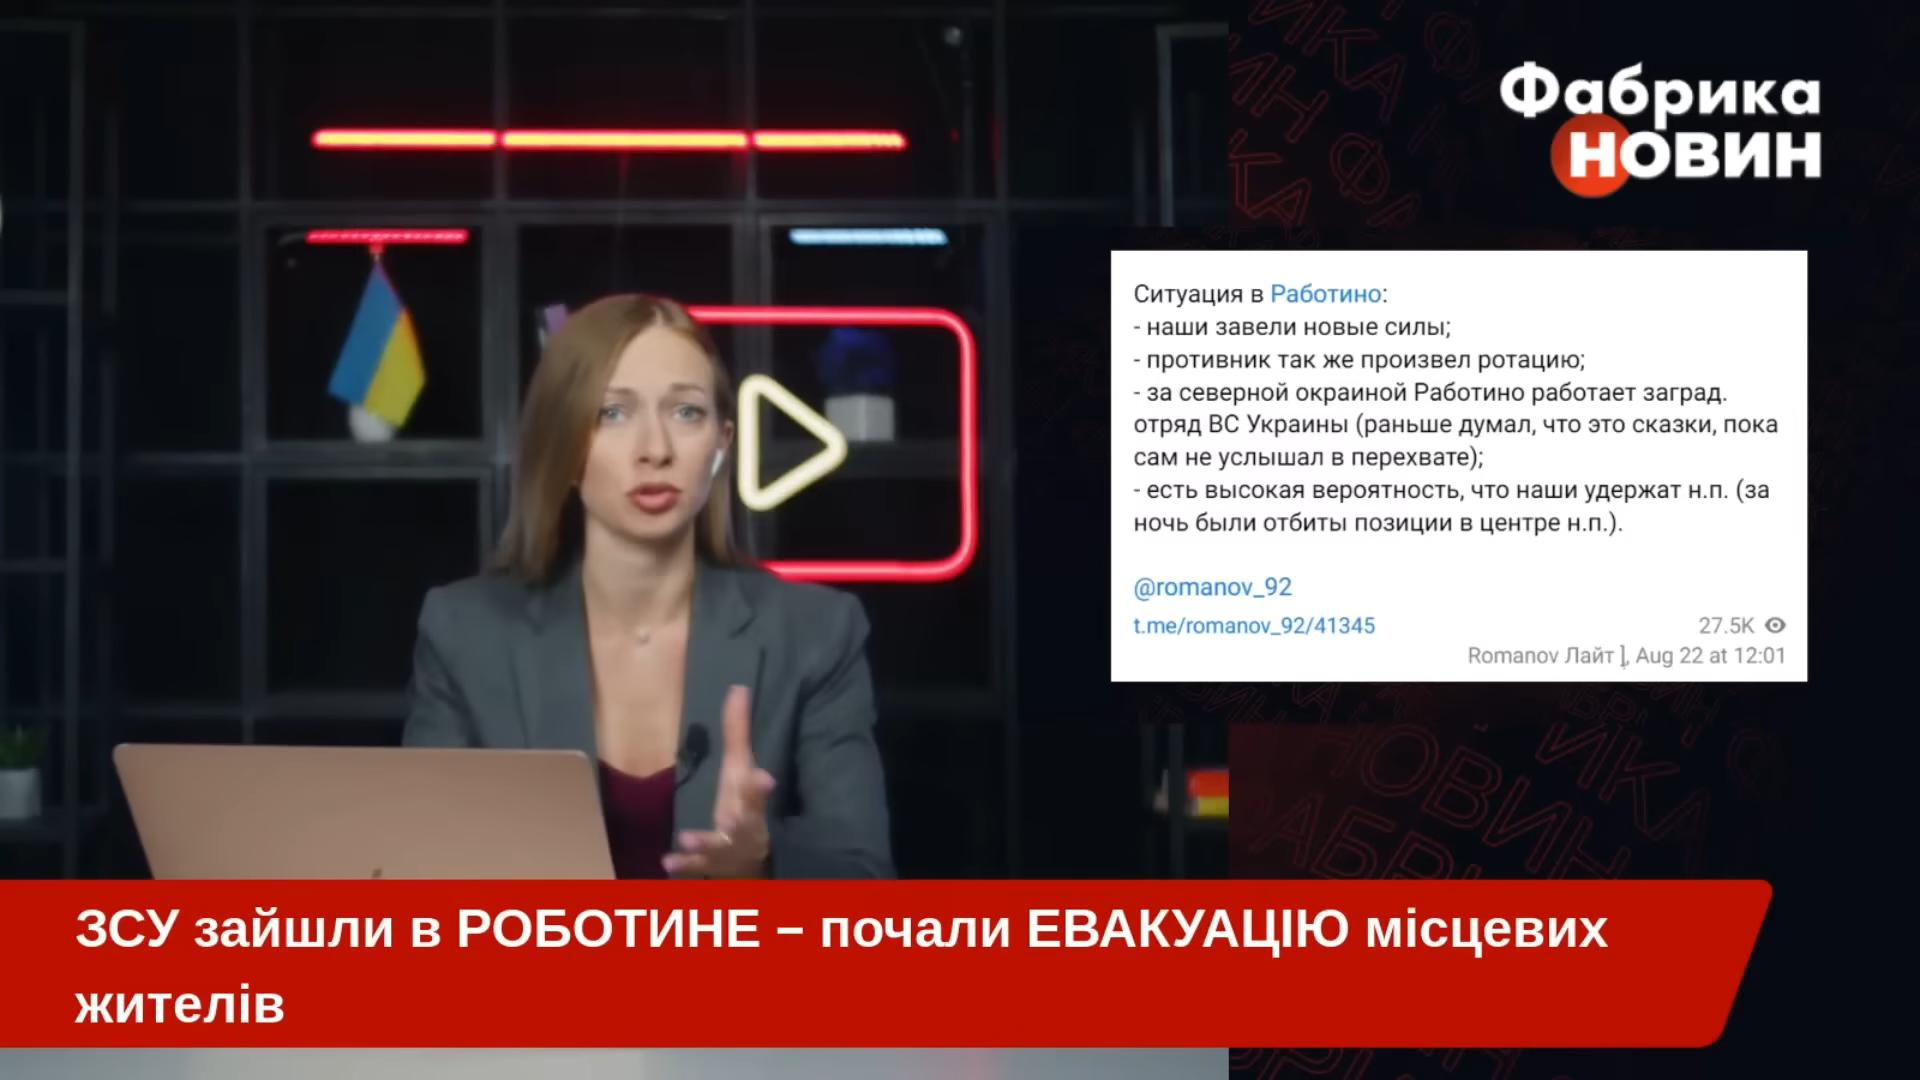 Фабрика
новин
Ситуация в Работино:
- наши завели новые силы;
- противник так же произвел ротацию;
- за северной окраиной Работино работает заград.
отряд ВС Украины (раньше думал, что это сказки, пока
сам не услышал в перехвате);
- есть высокая вероятность, что наши удержат н.п. (за
ночь были отбиты позиции в центре н.п.).
@romanov_92
t.me/romanov_92/41345 27.5K
Romanov Лайт ], Aug 22 at 12:01
ЗСУ зайшли в РОБОТИНЕ – почали ЕВАКУАЦІЮ місцевих
жителів